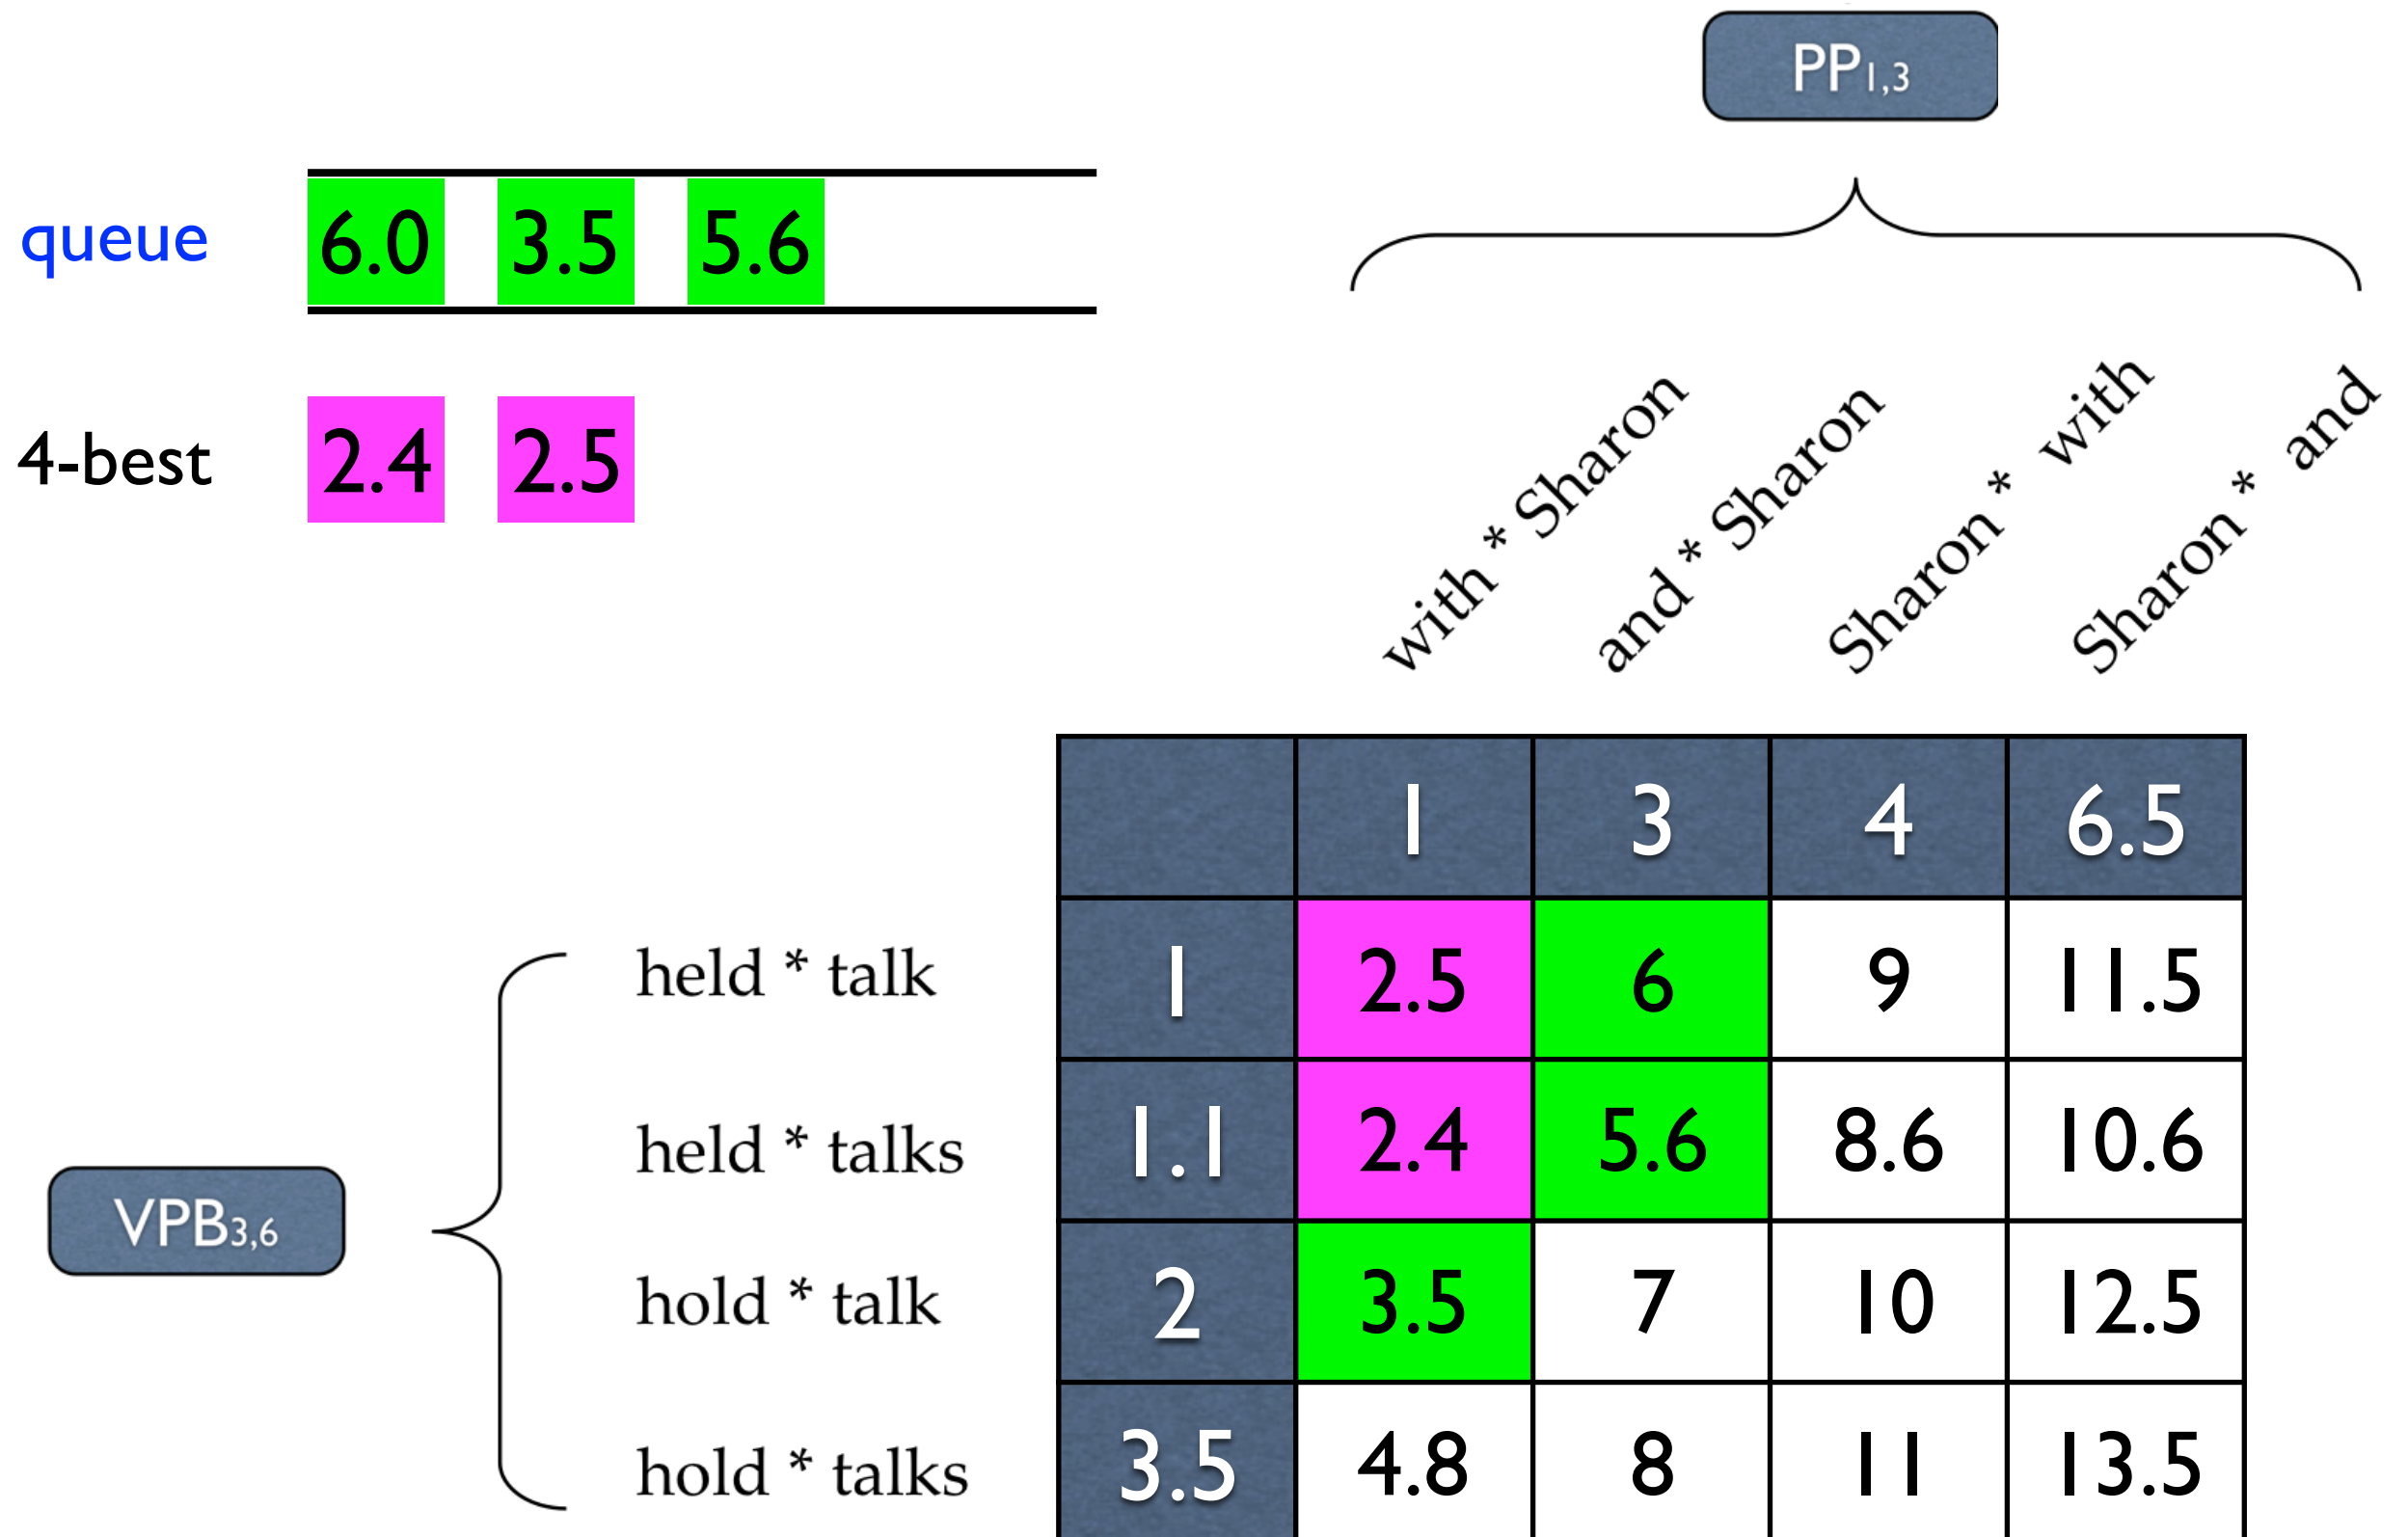 PP1,3
queue 6.0 3.5 5.6
4-best 2.4 2.5
with * Sharon
and * Sharon
Sharon * with
Sharon * and
1 3 4 6.5
held * talk 1 2.5 6 9 11.5
held * talks 1.1 2.4 5.6 8.6 10.6
VPB3,6
hold * talk 2 3.5 7 10 12.5
hold * talks 3.5 4.8 8 11 13.5